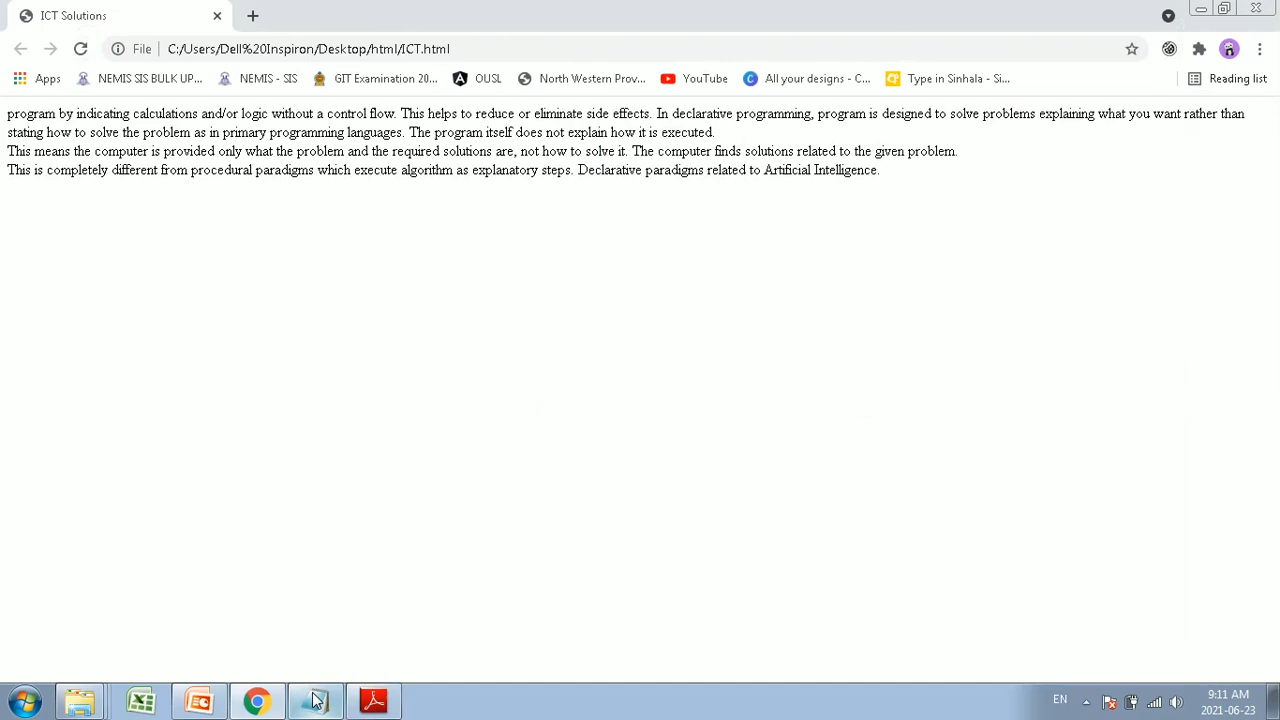 ICT Solutions
File C:/Users/Dell%20Inspiron/Desktop/html/ICT.html
Apps NEMIS SIS BULK UP... NEMIS - SIS GIT Examination 20... OUSL North Western Prov... YouTube All your designs - C... Type in Sinhala - Si... Reading list
program by indicating calculations and/or logic without a control flow. This helps to reduce or eliminate side effects. In declarative programming, program is designed to solve problems explaining what you want rather than
stating how to solve the problem as in primary programming languages. The program itself does not explain how it is executed.
This means the computer is provided only what the problem and the required solutions are, not how to solve it. The computer finds solutions related to the given problem.
This is completely different from procedural paradigms which execute algorithm as explanatory steps. Declarative paradigms related to Artificial Intelligence.
EN 9:11 AM
2021-06-23